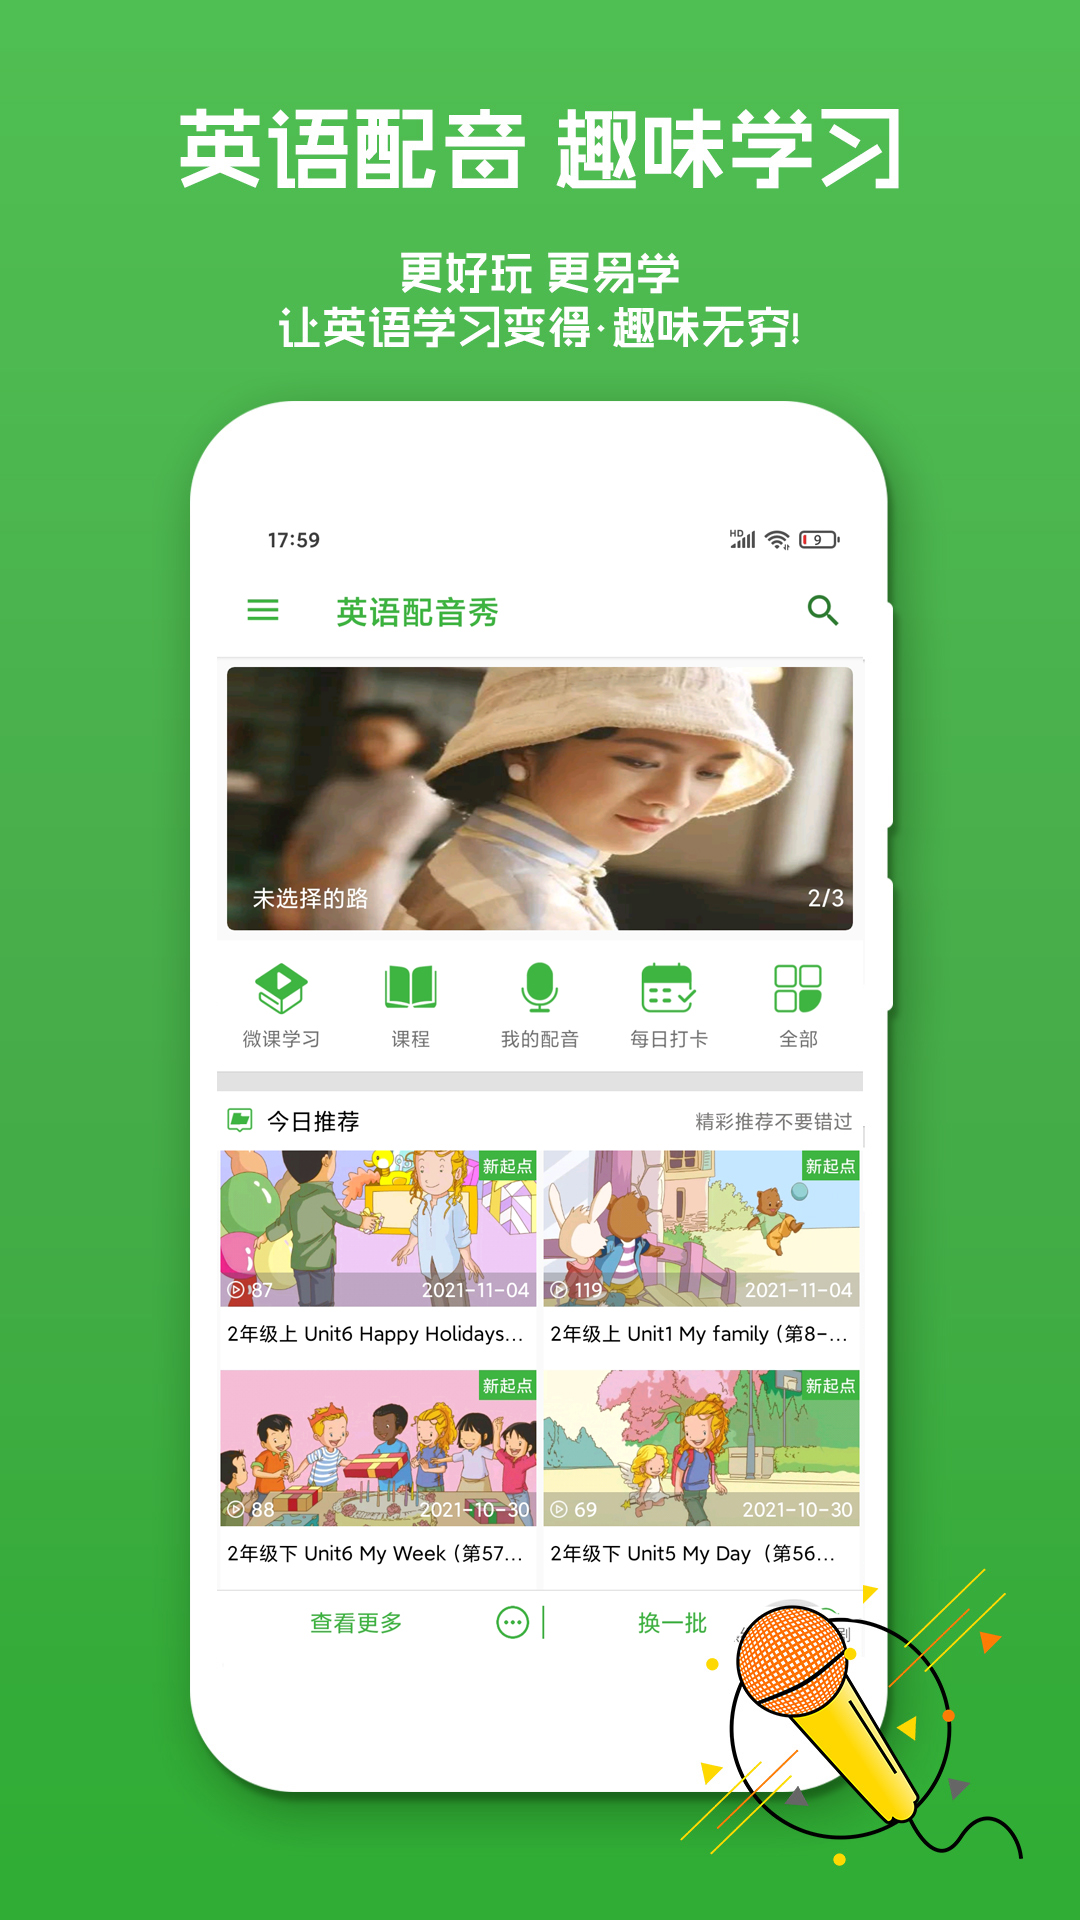 英语配音 趣味学习
更好玩 更易学
让英语学习变得·趣味无穷!
17:59
HD
9
英语配音秀
未选择的路
2/3
微课学习
课程
我的配音
每日打卡
全部
今日推荐
精彩推荐不要错过
新起点
新起点
87
2021-11-04
119
2021-11-04
2年级上 Unit6 Happy Holidays...
2年级上 Unit1 My family (第8-...
新起点
新起点
88
2021-10-30
69
2021-10-30
2年级下 Unit6 My Week (第57...
2年级下 Unit5 My Day (第56...
查看更多
换一批